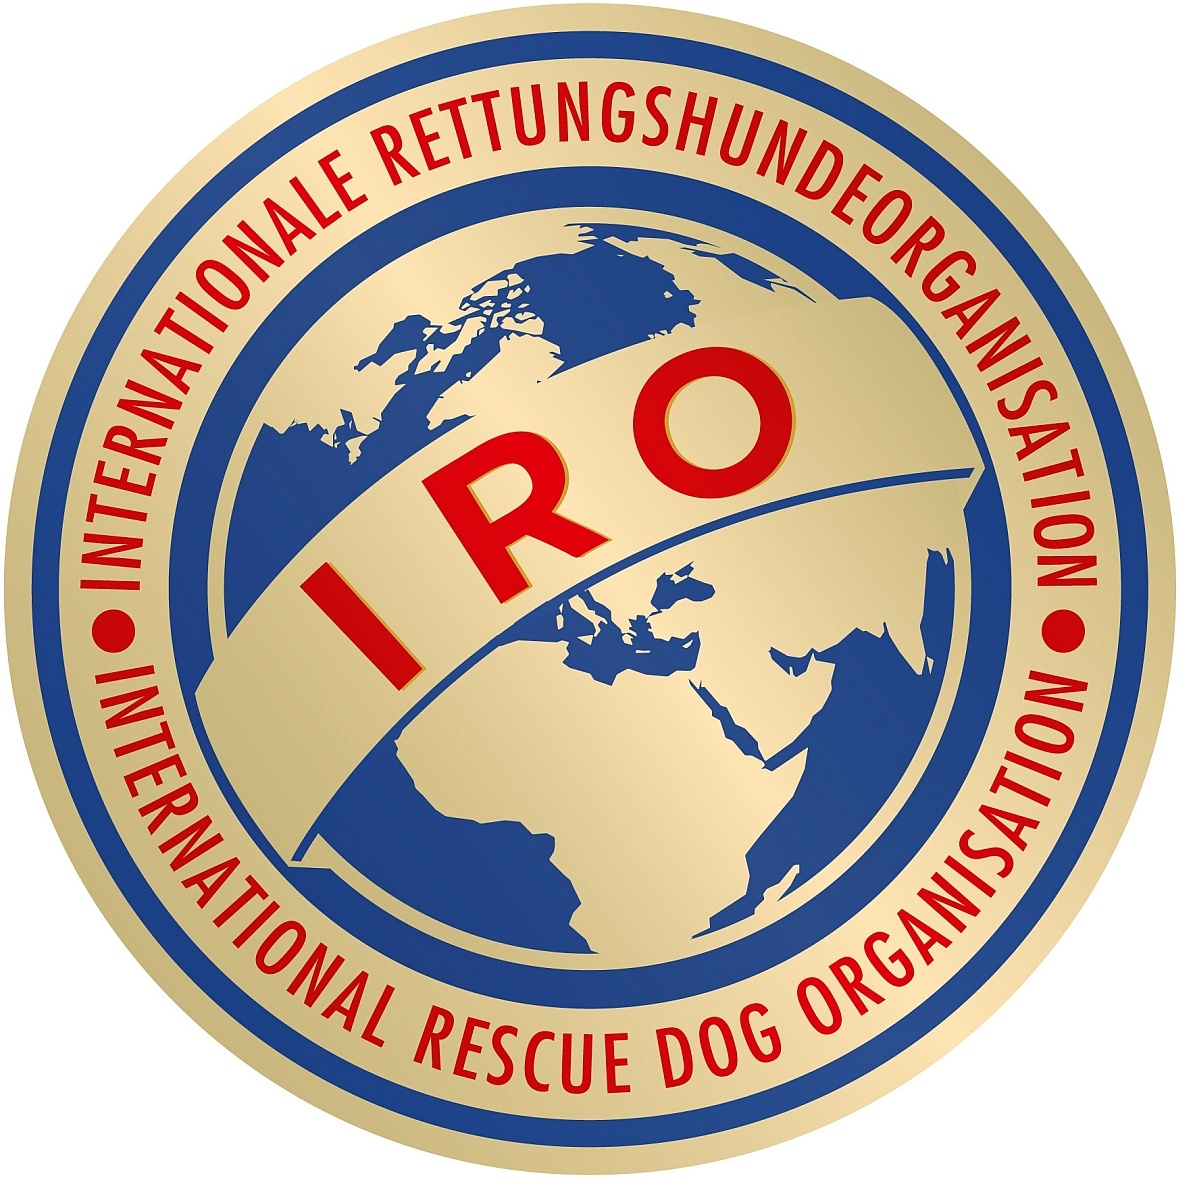 INTERNATIONALE RETTUNGSHUNDEORGANISATION
IRO
INTERNATIONAL RESCUE DOG ORGANISATION